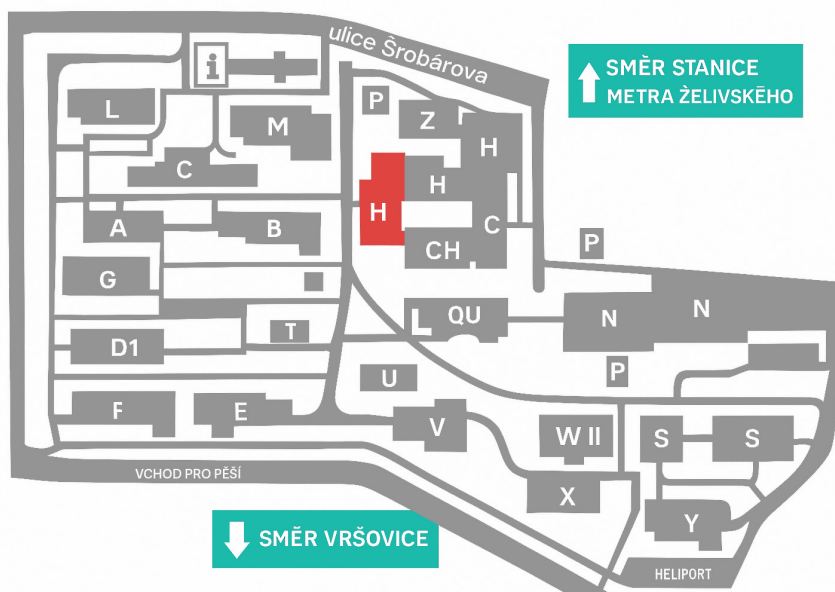 ulice Šrobárova
i
SMĚR STANICE
METRA ŽELIVSKÉHO
P
L
Z
M
H
C
H
H
A
B
C
P
CH
G
QU
N
N
L
T
D1
P
U
F
E
V
W II
S
S
X
Y
VCHOD PRO PĚŠÍ
SMĚR VRŠOVICE
HELIPORT